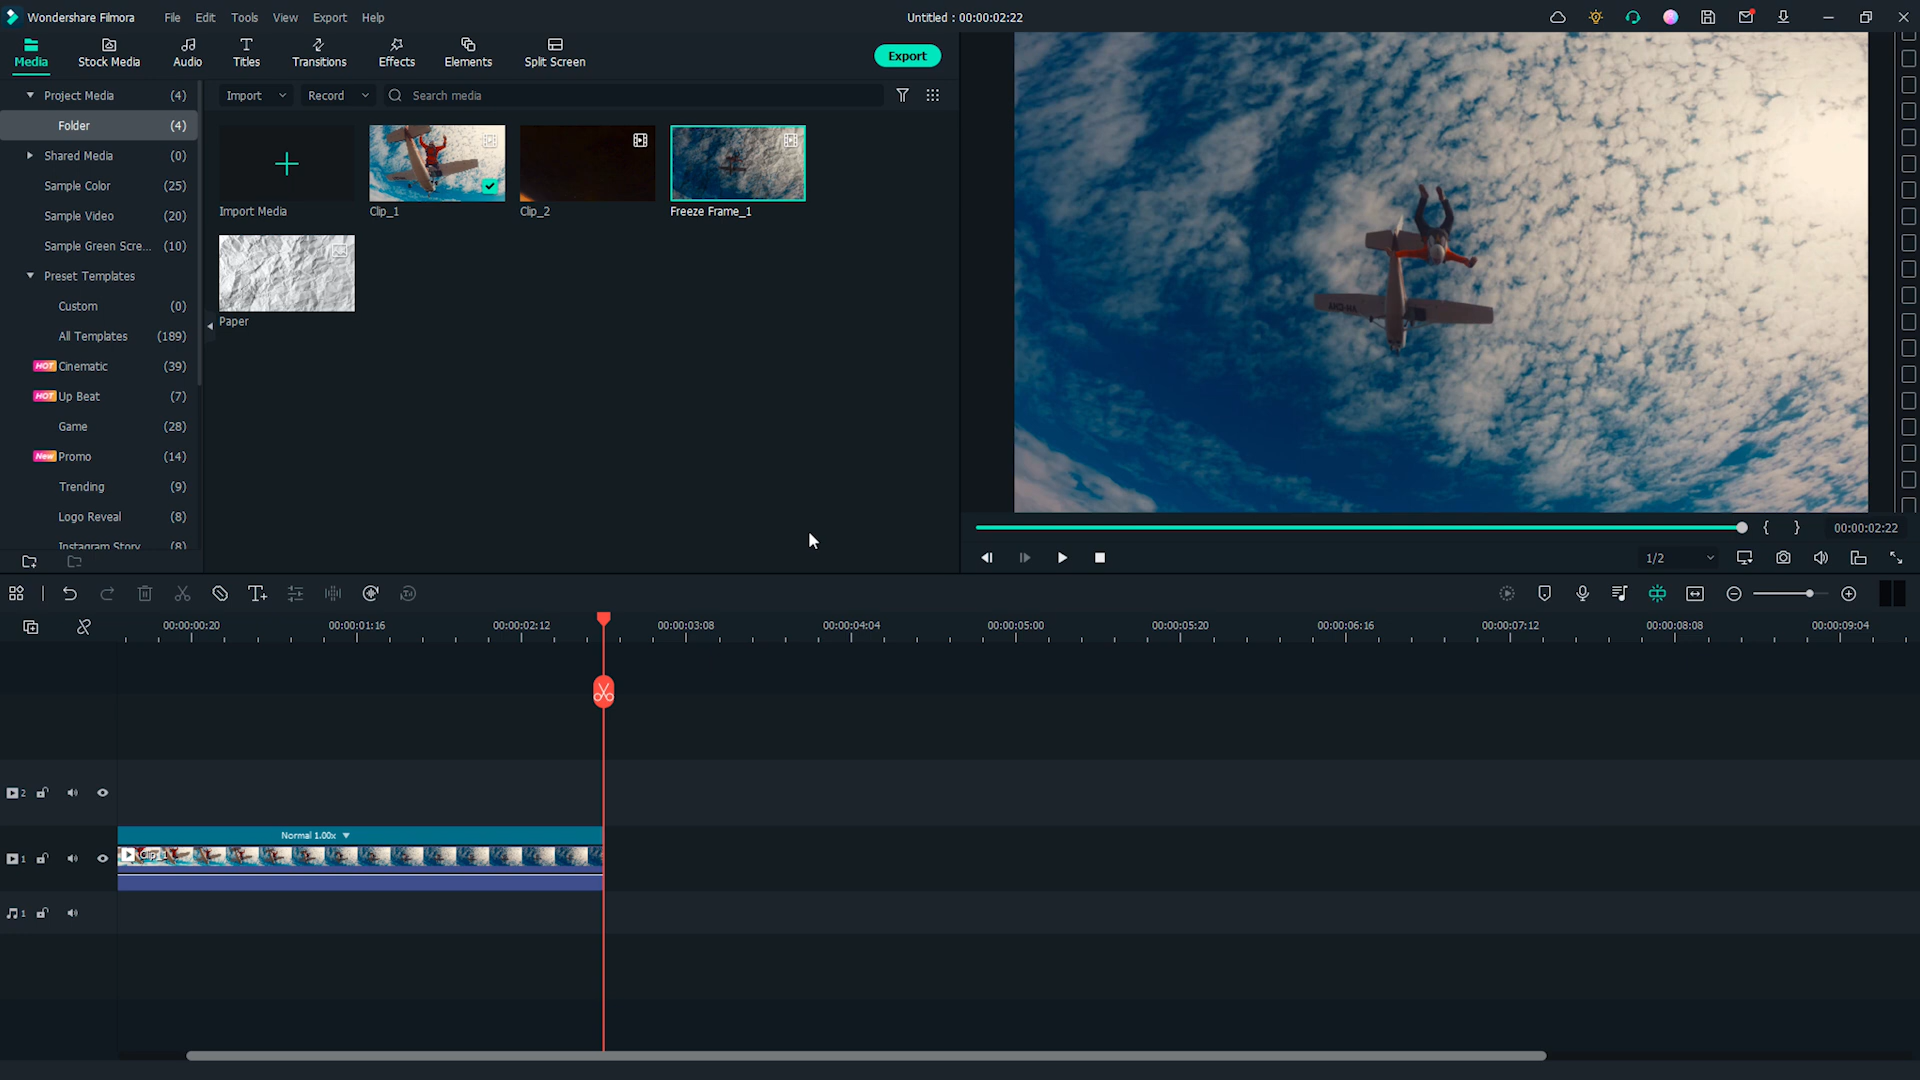 Wondershare Filmora File Edit Tools View Export Help Untitled : 00:00:02:22
Media Stock Media Audio Titles Transitions Effects Elements Split Screen Export
Project Media (4)
Folder (4)
Shared Media (0)
Sample Color (25)
Sample Video (20)
Sample Green Scre... (10)
Preset Templates
Custom (0)
All Templates (189)
HOT Cinematic (39)
HOT Up Beat (7)
Game (28)
New Promo (14)
Trending (9)
Logo Reveal (8)
Instagram Story (8)
Import Record Search media
Import Media Clip_1 Clip_2 Freeze Frame_1
Paper
00:00:02:22
1/2
00:00:00:20 00:00:01:16 00:00:02:12 00:00:03:08 00:00:04:04 00:00:05:00 00:00:05:20 00:00:06:16 00:00:07:12 00:00:08:08 00:00:09:04
2
Normal 1.00x
1
1